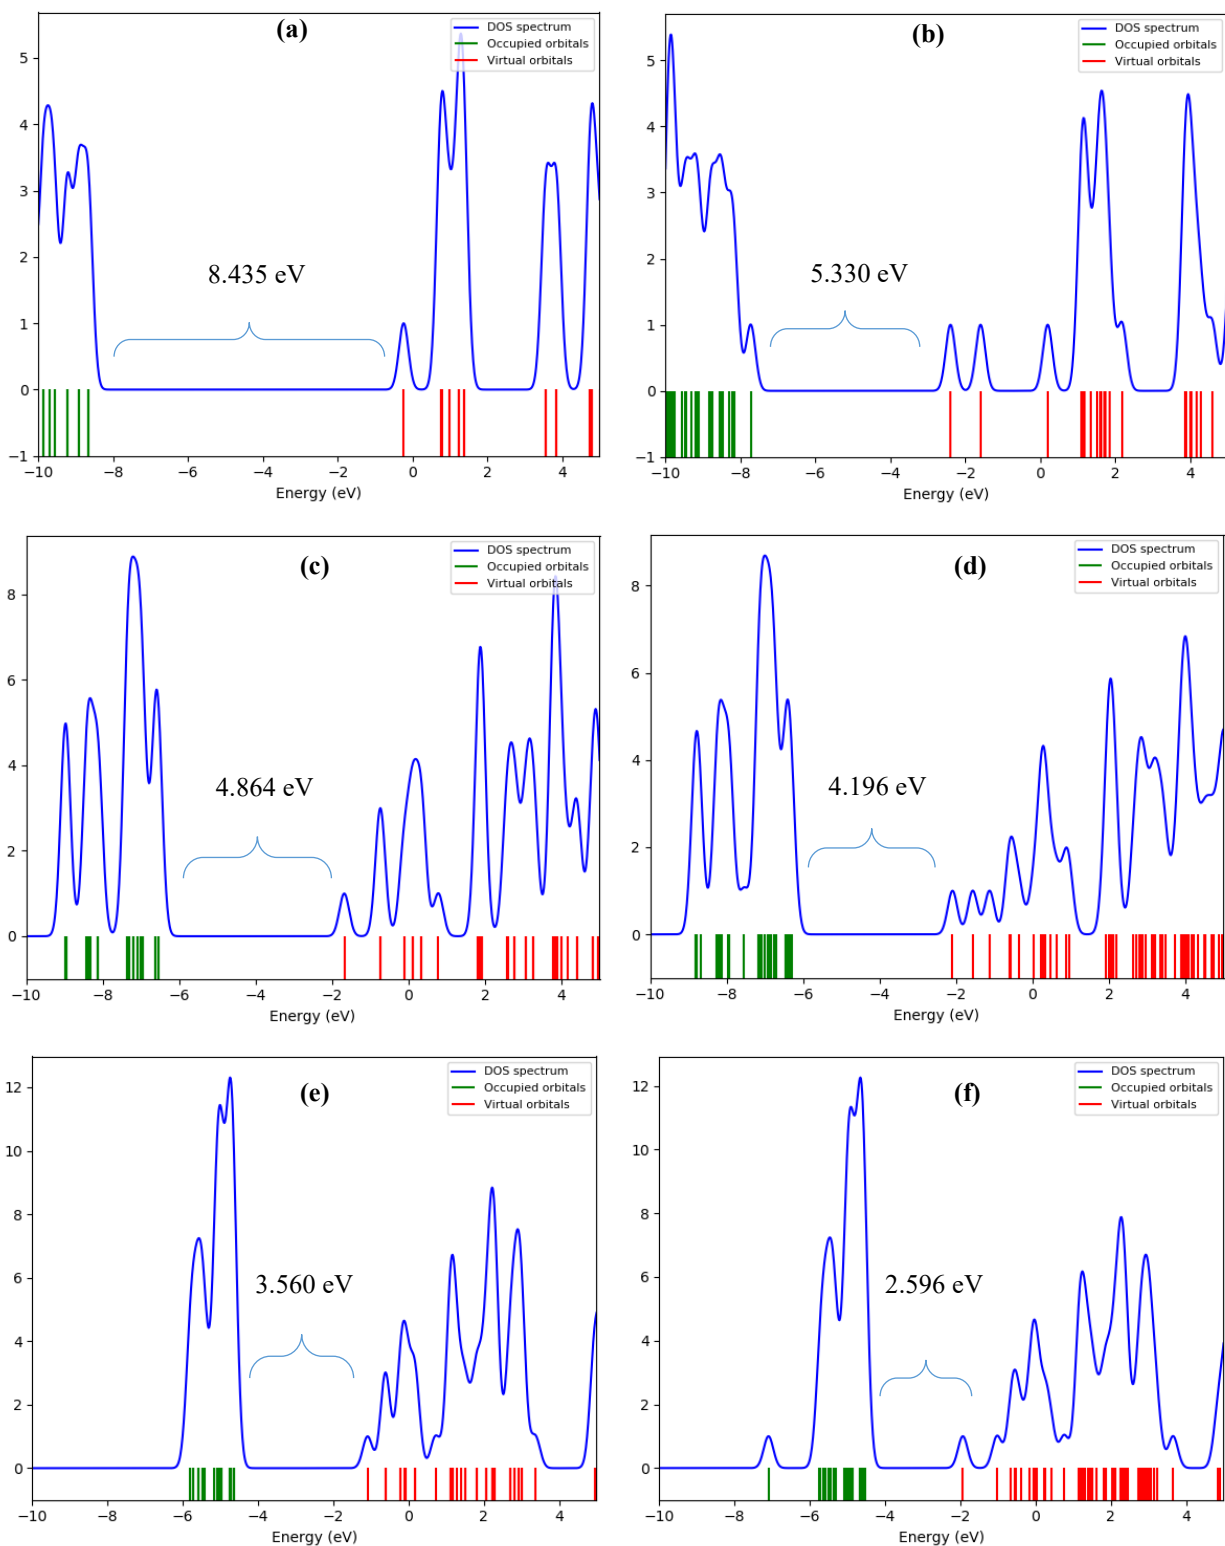 (a)
DOS spectrum
Occupied orbitals
Virtual orbitals
8.435 eV
5
4
3
2
1
0
−1
−10 −8 −6 −4 −2 0 2 4
Energy (eV)
(b)
DOS spectrum
Occupied orbitals
Virtual orbitals
5.330 eV
5
4
3
2
1
0
−1
−10 −8 −6 −4 −2 0 2 4
Energy (eV)
(c)
DOS spectrum
Occupied orbitals
Virtual orbitals
4.864 eV
8
6
4
2
0
−10 −8 −6 −4 −2 0 2 4
Energy (eV)
(d)
DOS spectrum
Occupied orbitals
Virtual orbitals
4.196 eV
8
6
4
2
0
−10 −8 −6 −4 −2 0 2 4
Energy (eV)
(e)
DOS spectrum
Occupied orbitals
Virtual orbitals
3.560 eV
12
10
8
6
4
2
0
−10 −8 −6 −4 −2 0 2 4
Energy (eV)
(f)
DOS spectrum
Occupied orbitals
Virtual orbitals
2.596 eV
12
10
8
6
4
2
0
−10 −8 −6 −4 −2 0 2 4
Energy (eV)